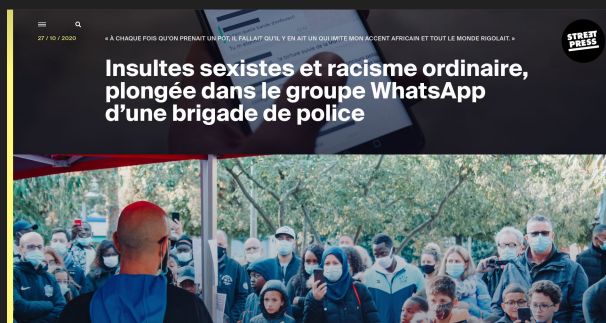 27 / 10 / 2020
« À CHAQUE FOIS QU'ON PRENAIT UN POT, IL FALLAIT QU'IL Y EN AIT UN QUI IMITE MON ACCENT AFRICAIN ET TOUT LE MONDE RIGOLAIT. »
STREET
PRESS
Insultes sexistes et racisme ordinaire,
plongée dans le groupe WhatsApp
d'une brigade de police